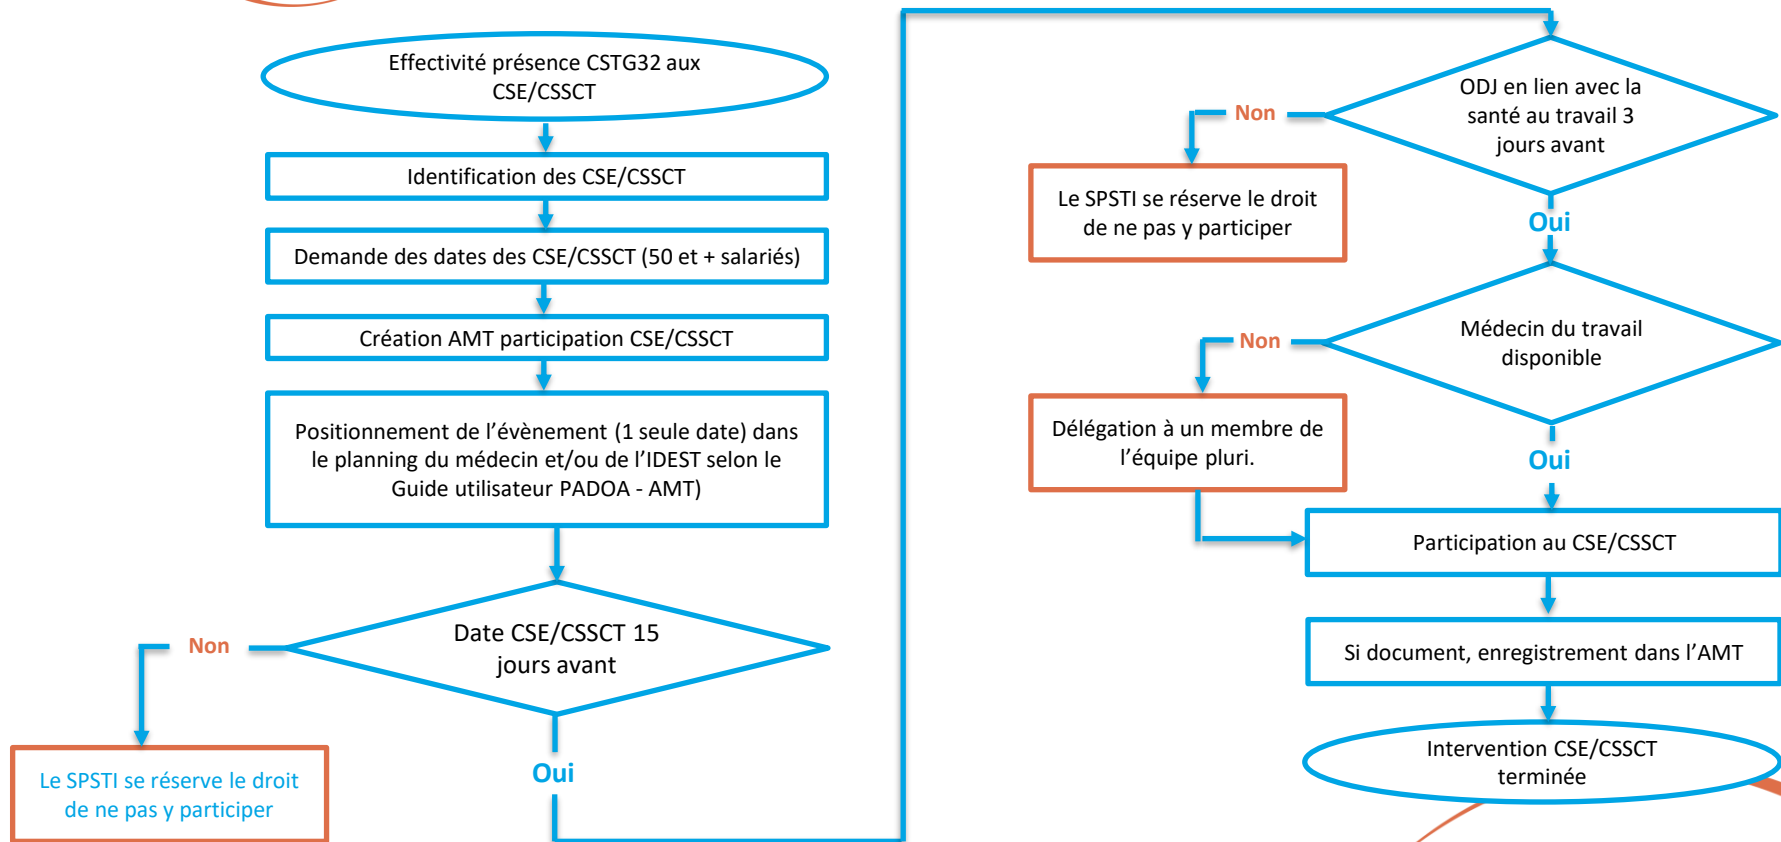 Effectivité présence CSTG32 aux
CSE/CSSCT
Identification des CSE/CSSCT
Demande des dates des CSE/CSSCT (50 et + salariés)
Création AMT participation CSE/CSSCT
Positionnement de l’évènement (1 seule date) dans
le planning du médecin et/ou de l’IDEST selon le
Guide utilisateur PADOA - AMT)
Date CSE/CSSCT 15
jours avant
Non
Le SPSTI se réserve le droit
de ne pas y participer
Oui
ODJ en lien avec la
santé au travail 3
jours avant
Non
Le SPSTI se réserve le droit
de ne pas y participer
Oui
Médecin du travail
disponible
Non
Délégation à un membre de
l’équipe pluri.
Oui
Participation au CSE/CSSCT
Si document, enregistrement dans l’AMT
Intervention CSE/CSSCT
terminée